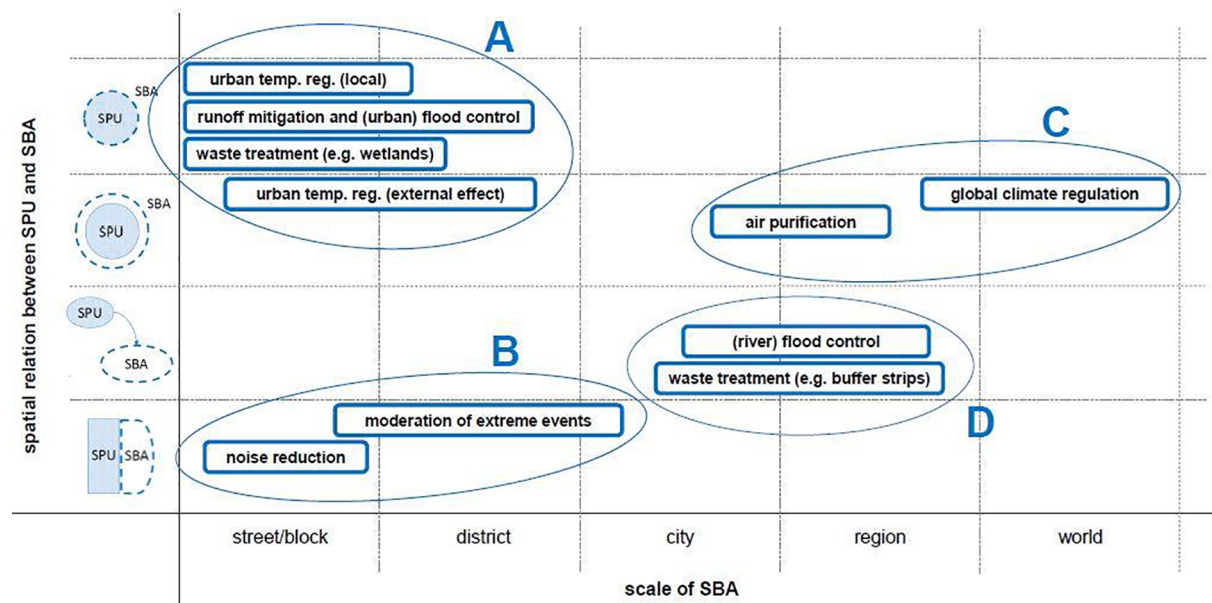 A
urban temp. reg. (local)
SBA
SPU
runoff mitigation and (urban) flood control
C
waste treatment (e.g. wetlands)
urban temp. reg. (external effect)
global climate regulation
SBA
SPU
air purification
spatial relation between SPU and SBA
SPU
(river) flood control
SBA
B
waste treatment (e.g. buffer strips)
moderation of extreme events
D
SPU
SBA
noise reduction
street/block
district
city
region
world
scale of SBA